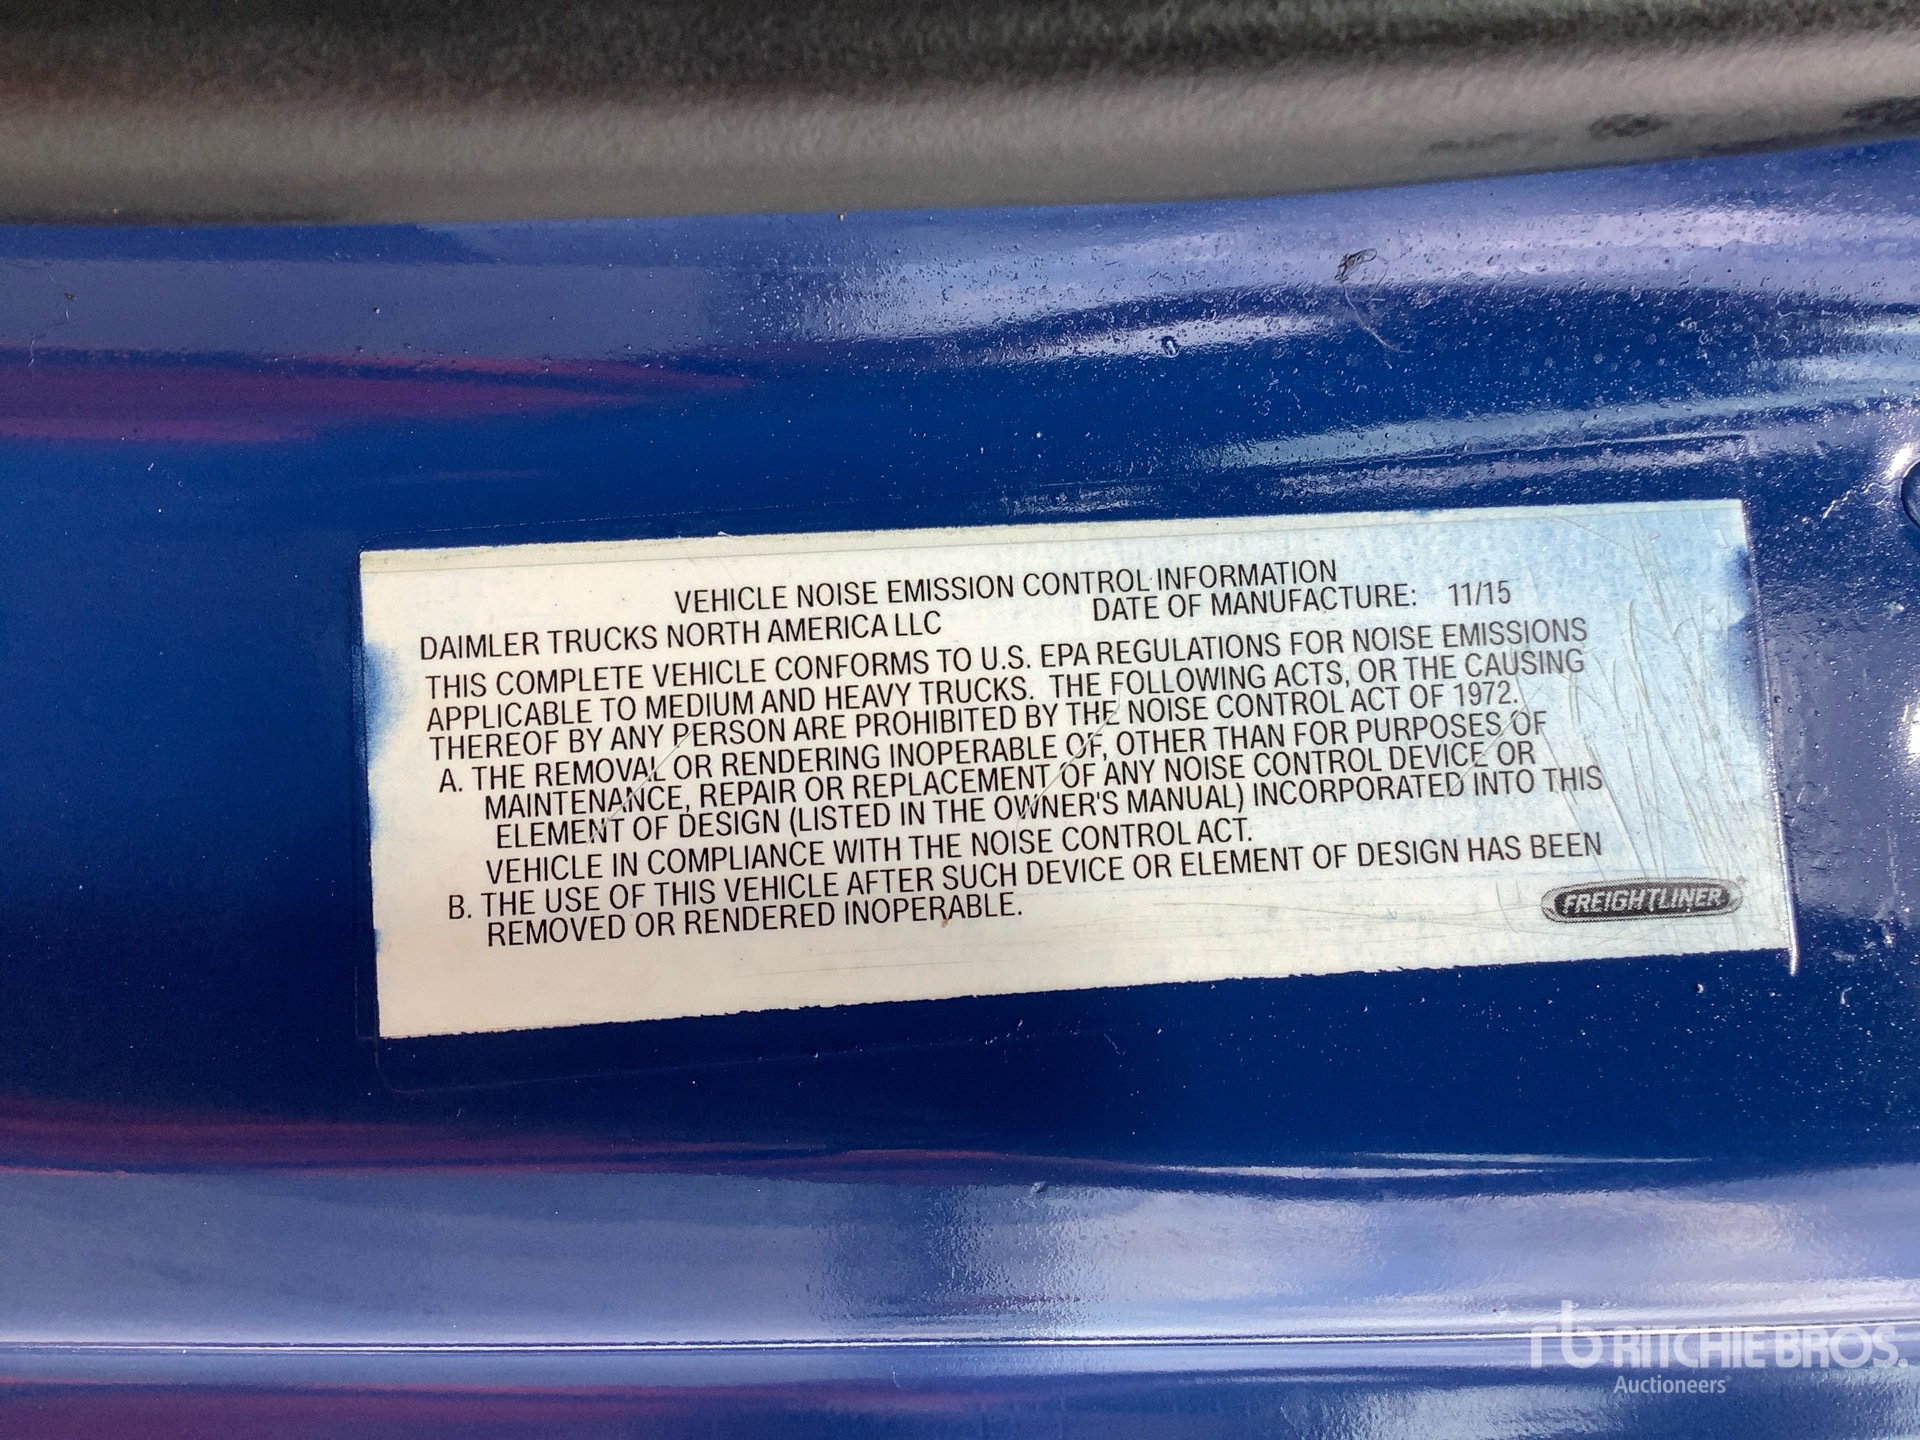 VEHICLE NOISE EMISSION CONTROL INFORMATION
DAIMLER TRUCKS NORTH AMERICA LLC DATE OF MANUFACTURE: 11/15
THIS COMPLETE VEHICLE CONFORMS TO U.S. EPA REGULATIONS FOR NOISE EMISSIONS
APPLICABLE TO MEDIUM AND HEAVY TRUCKS. THE FOLLOWING ACTS, OR THE CAUSING
THEREOF BY ANY PERSON ARE PROHIBITED BY THE NOISE CONTROL ACT OF 1972.
A. THE REMOVAL OR RENDERING INOPERABLE OF, OTHER THAN FOR PURPOSES OF
MAINTENANCE, REPAIR OR REPLACEMENT OF ANY NOISE CONTROL DEVICE OR
ELEMENT OF DESIGN (LISTED IN THE OWNER'S MANUAL) INCORPORATED INTO THIS
VEHICLE IN COMPLIANCE WITH THE NOISE CONTROL ACT.
B. THE USE OF THIS VEHICLE AFTER SUCH DEVICE OR ELEMENT OF DESIGN HAS BEEN
REMOVED OR RENDERED INOPERABLE.
FREIGHTLINER
rb RITCHIE BROS.
Auctioneers